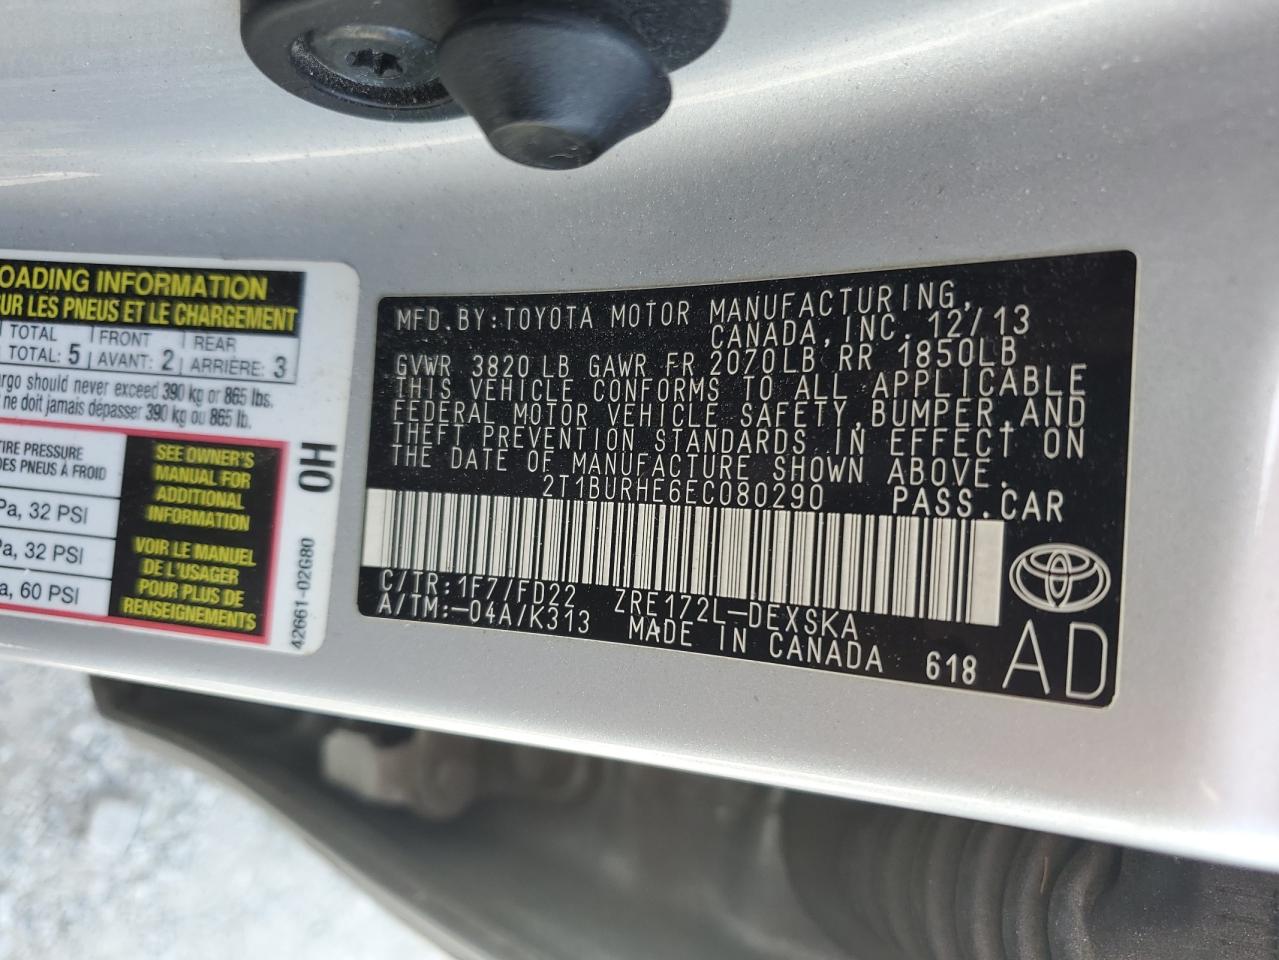 OADING INFORMATION
UR LES PNEUS ET LE CHARGEMENT
TOTAL FRONT REAR
TOTAL: 5 AVANT: 2 ARRIÈRE: 3
should never exceed 390 kg or 865 lbs.
ne doit jamais dépasser 390 kg ou 865 lb.
PRESSURE
DES PNEUS À FROID
32 PSI
32 PSI
60 PSI
SEE OWNER'S
MANUAL FOR
ADDITIONAL
INFORMATION
VOIR LE MANUEL
DE L'USAGER
POUR PLUS DE
RENSEIGNEMENTS
OH
42661-02G80
MFD.BY:TOYOTA MOTOR MANUFACTURING,
CANADA,INC. 12/13
GVWR 3820 LB GAWR FR 2070LB RR 1850LB
THIS VEHICLE CONFORMS TO ALL APPLICABLE
FEDERAL MOTOR VEHICLE SAFETY,BUMPER,AND
THEFT PREVENTION STANDARDS IN EFFECT ON
THE DATE OF MANUFACTURE SHOWN ABOVE.
2T1BURHE6EC080290 PASS.CAR
C/TR:1F7/FD22 ZRE172L-DEXSKA
A/TM:-04A/K313 MADE IN CANADA 618 AD